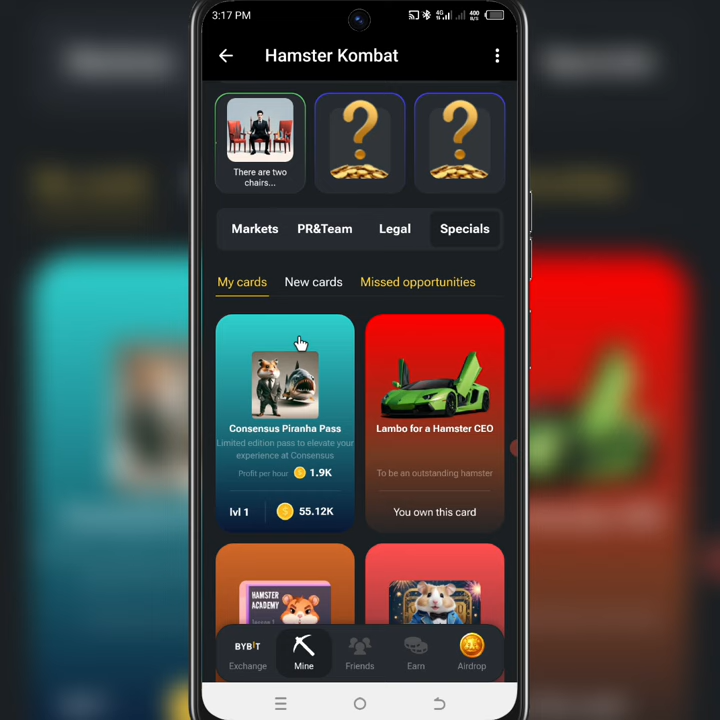 3:17 PM
4G
400
B/S
Hamster Kombat
There are two
chairs...
Markets
PR&Team
Legal
Specials
My cards
New cards
Missed opportunities
Consensus Piranha Pass
Limited edition pass to elevate your
experience at Consensus
Profit per hour
1.9K
lvl 1
55.12K
Lambo for a Hamster CEO
To be an outstanding hamster
You own this card
HAMSTER
ACADEMY
BYBIT
Exchange
Mine
Friends
Earn
Airdrop